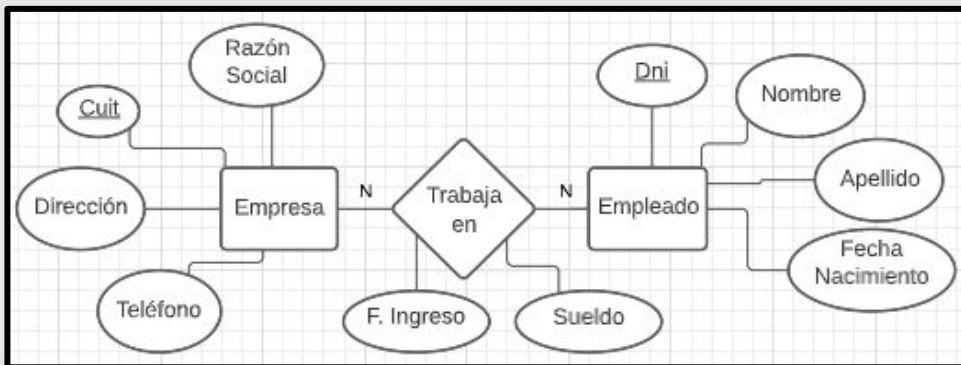 Razón
Social
Cuit
Dirección
Teléfono
Empresa
N
Trabaja
en
F. Ingreso
Sueldo
N
Empleado
Dni
Nombre
Apellido
Fecha
Nacimiento